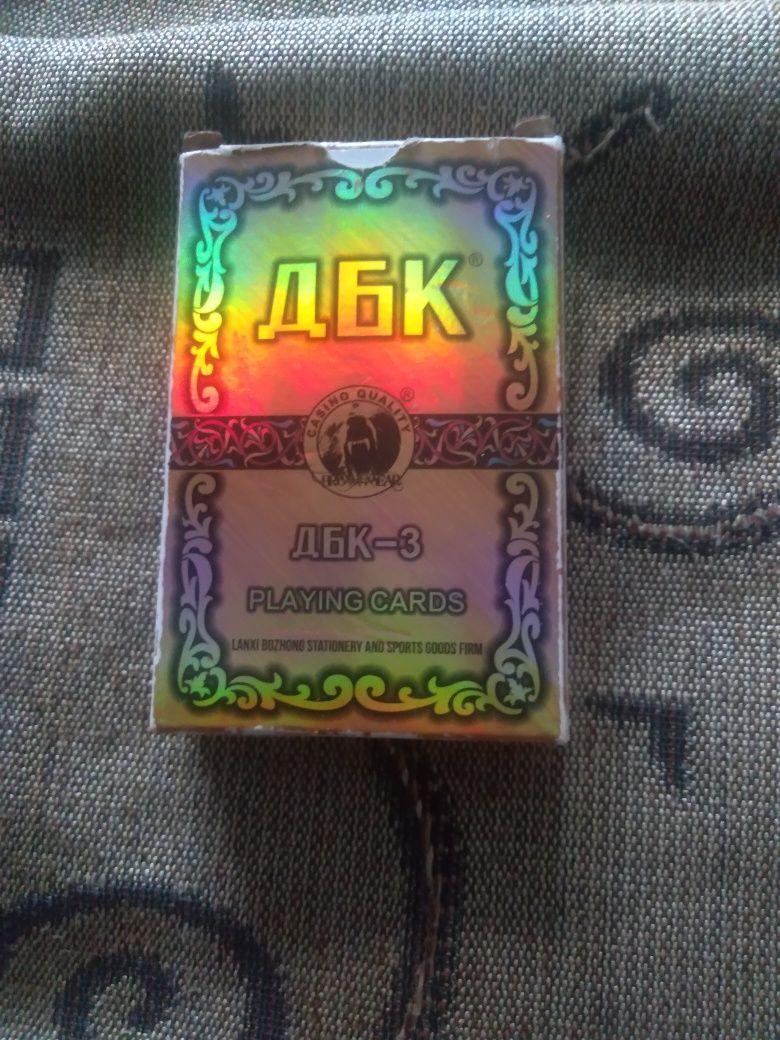 ДБК®
CASINO QUALITY ®
ДБК-3
PLAYING CARDS
LANXI BOZHONG STATIONERY AND SPORTS GOODS FIRM